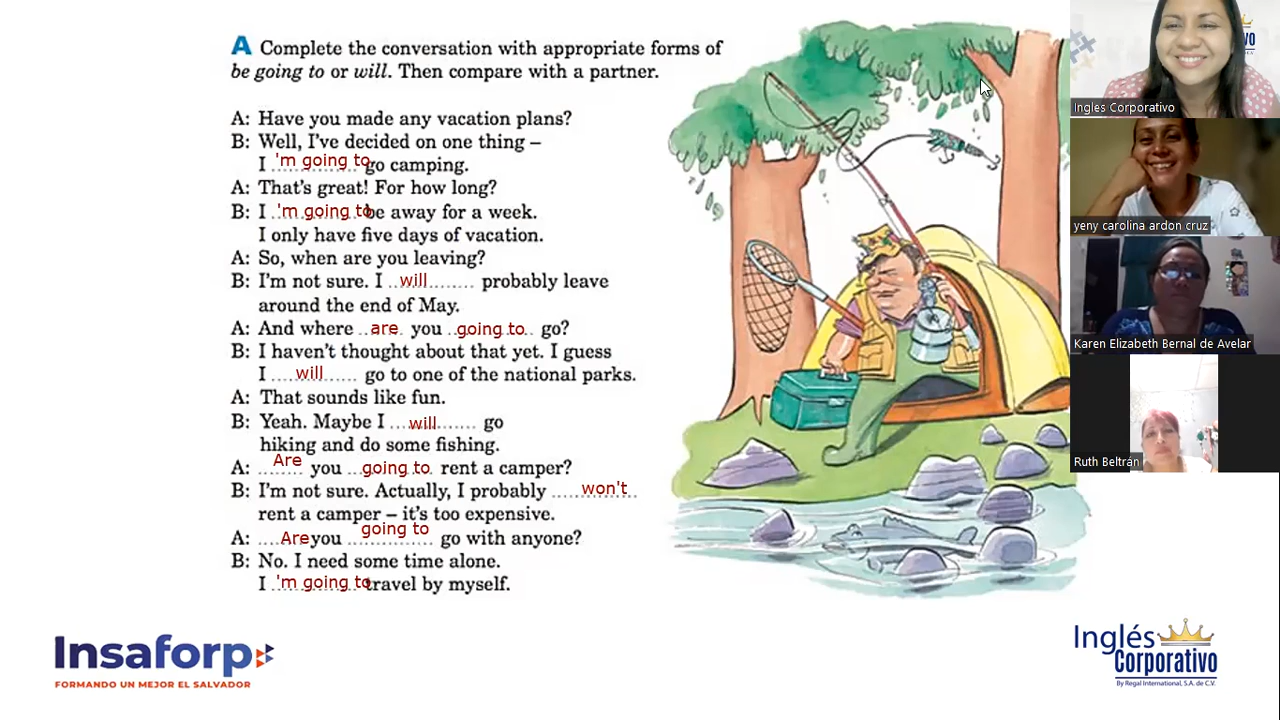 A Complete the conversation with appropriate forms of
be going to or will. Then compare with a partner.
A: Have you made any vacation plans?
B: Well, I've decided on one thing –
I 'm going to go camping.
A: That's great! For how long?
B: I 'm going to be away for a week.
I only have five days of vacation.
A: So, when are you leaving?
B: I'm not sure. I will probably leave
around the end of May.
A: And where are you going to go?
B: I haven't thought about that yet. I guess
I will go to one of the national parks.
A: That sounds like fun.
B: Yeah. Maybe I will go
hiking and do some fishing.
A: Are you going to rent a camper?
B: I'm not sure. Actually, I probably won't
rent a camper – it's too expensive.
A: Are you going to go with anyone?
B: No. I need some time alone.
I 'm going to travel by myself.
Insaforp
FORMANDO UN MEJOR EL SALVADOR
Inglés
Corporativo
By Regal International, S.A. de C.V.
Ingles Corporativo
yeny carolina ardon cruz
Karen Elizabeth Bernal de Avelar
Ruth Beltrán